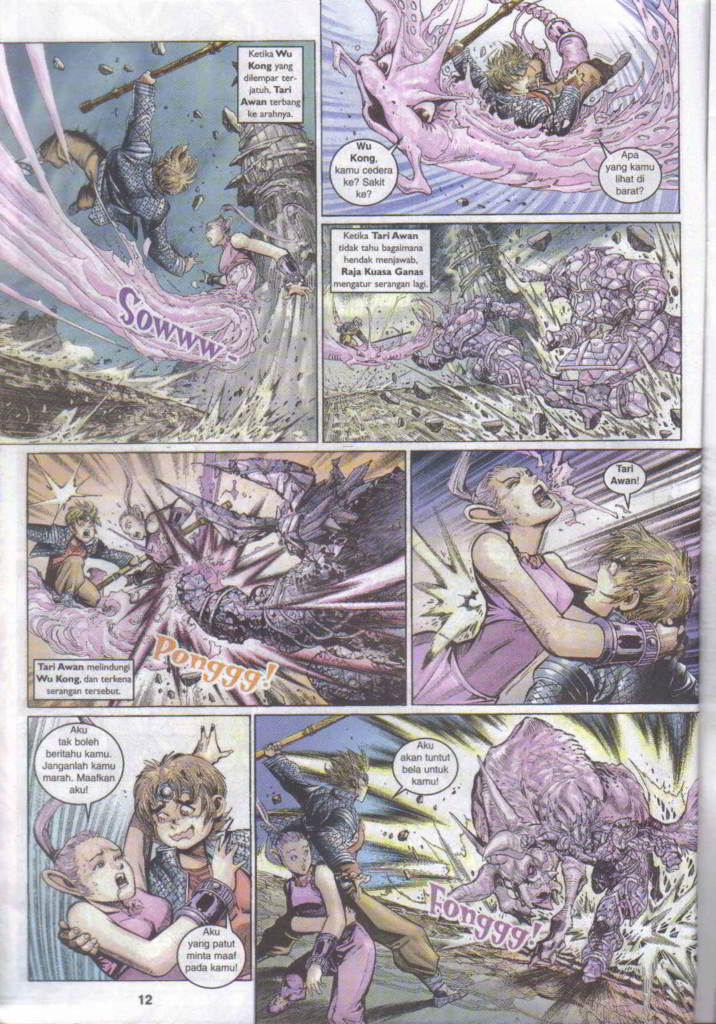 Ketika Wu
Kong yang
dilempar ter-
jatuh, Tari
Awan terbang
ke arahnya.
Sowww-
Wu
Kong,
kamu cedera
ke? Sakit
ke?
Apa
yang kamu
lihat di
barat?
Ketika Tari Awan
tidak tahu bagaimana
hendak menjawab,
Raja Kuasa Ganas
mengatur serangan lagi.
Tari Awan melindungi
Wu Kong, dan terkena
serangan tersebut.
Ponggg!
Tari
Awan!
Aku
tak boleh
beritahu kamu.
Janganlah kamu
marah. Maafkan
aku!
Aku
yang patut
minta maaf
pada kamu!
Aku
akan tuntut
bela untuk
kamu!
Fonggg!
12